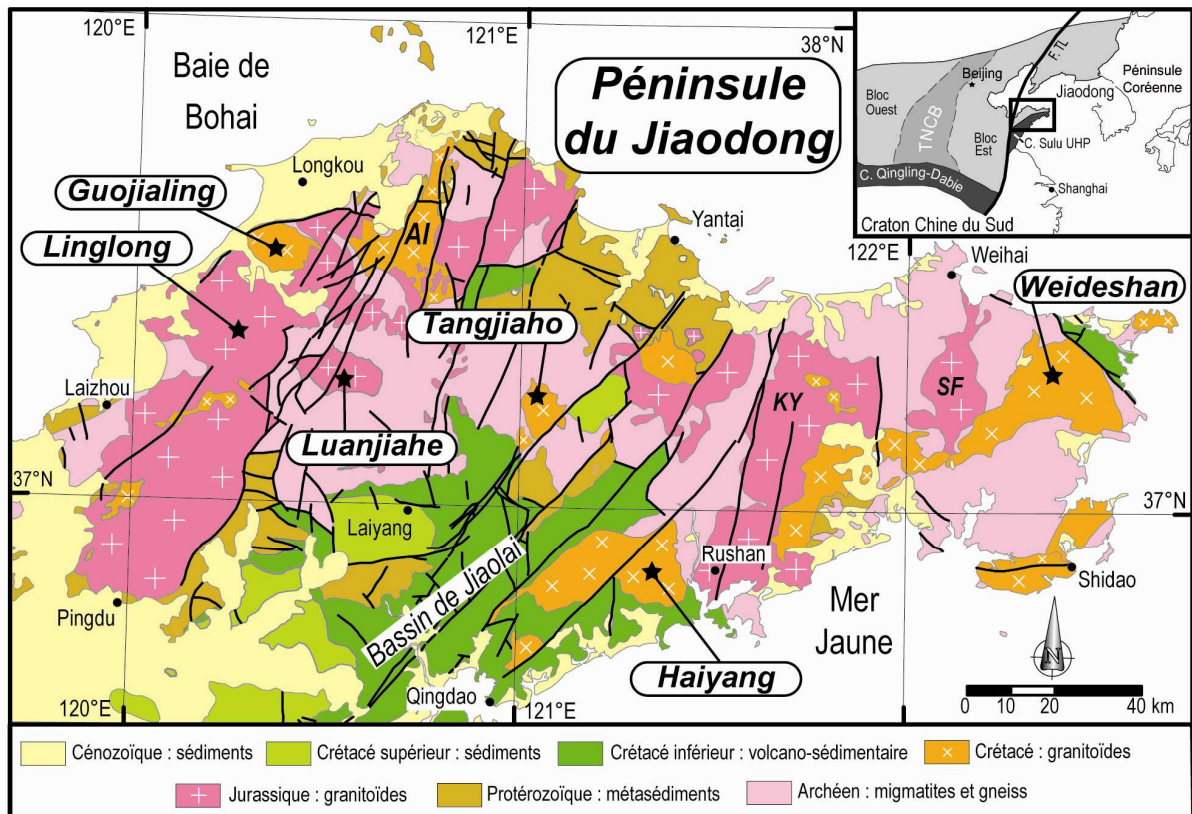 120°E
121°E
38°N
Baie de
Bohai
Péninsule
du Jiaodong
F. TL
Beijing
Péninsule
Coréenne
Bloc
Ouest
TNCB
Jiaodong
Bloc
Est
C. Sulu UHP
C. Qingling-Dabie
Shanghai
Craton Chine du Sud
Longkou
Guojialing
Linglong
AI
Yantai
122°E
Weihai
Weideshan
Tangjiaho
Laizhou
KY
SF
Luanjiahe
37°N
37°N
Laiyang
Rushan
Shidao
Bassin de Jiaolai
Pingdu
Mer
Jaune
N
Haiyang
Qingdao
120°E
121°E
0 10 20 40 km
Cénozoïque : sédiments
Crétacé supérieur : sédiments
Crétacé inférieur : volcano-sédimentaire
Crétacé : granitoïdes
Jurassique : granitoïdes
Protérozoïque : métasédiments
Archéen : migmatites et gneiss